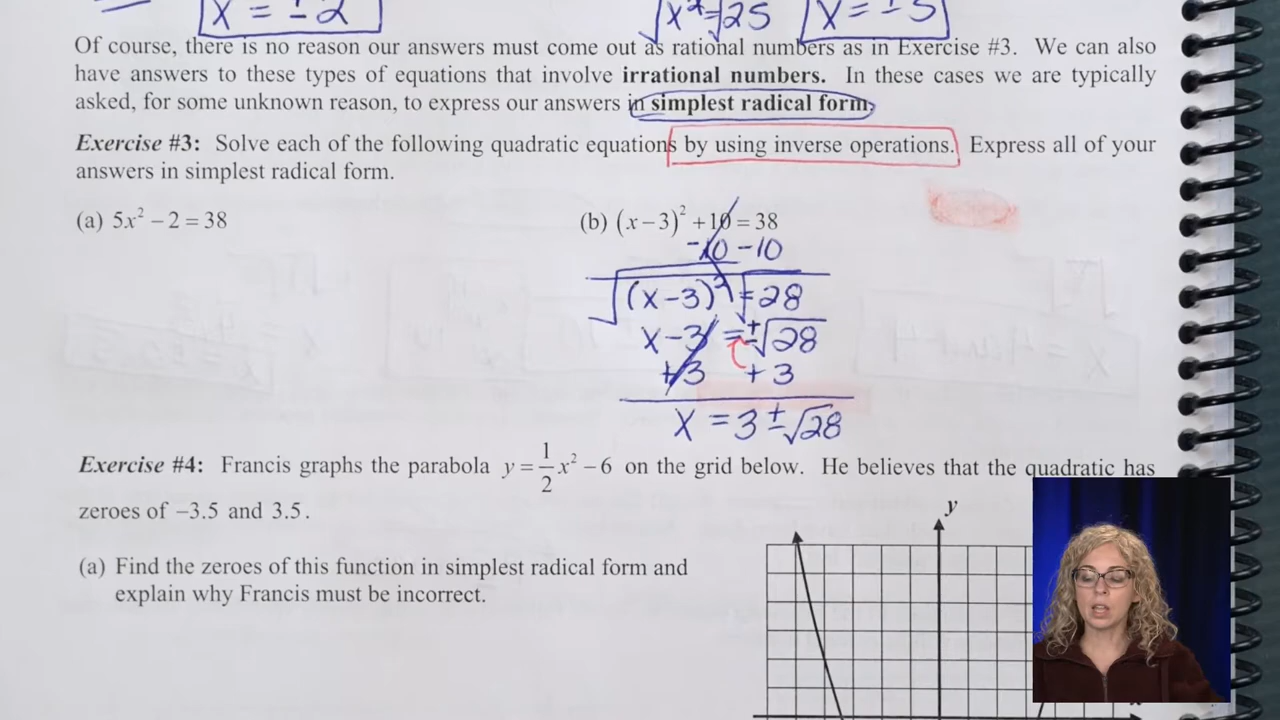 x = ±2
√x² = √25 x = ±5
Of course, there is no reason our answers must come out as rational numbers as in Exercise #3. We can also
have answers to these types of equations that involve irrational numbers. In these cases we are typically
asked, for some unknown reason, to express our answers in simplest radical form.
Exercise #3: Solve each of the following quadratic equations by using inverse operations. Express all of your
answers in simplest radical form.
(a) 5x² − 2 = 38
(b) (x − 3)² + 10 = 38
-10 -10
√(x-3)² = √28
x-3 = ±√28
+3 +3
x = 3 ± √28
Exercise #4: Francis graphs the parabola y = 1/2 x² − 6 on the grid below. He believes that the quadratic has
zeroes of −3.5 and 3.5.
(a) Find the zeroes of this function in simplest radical form and
explain why Francis must be incorrect.
y